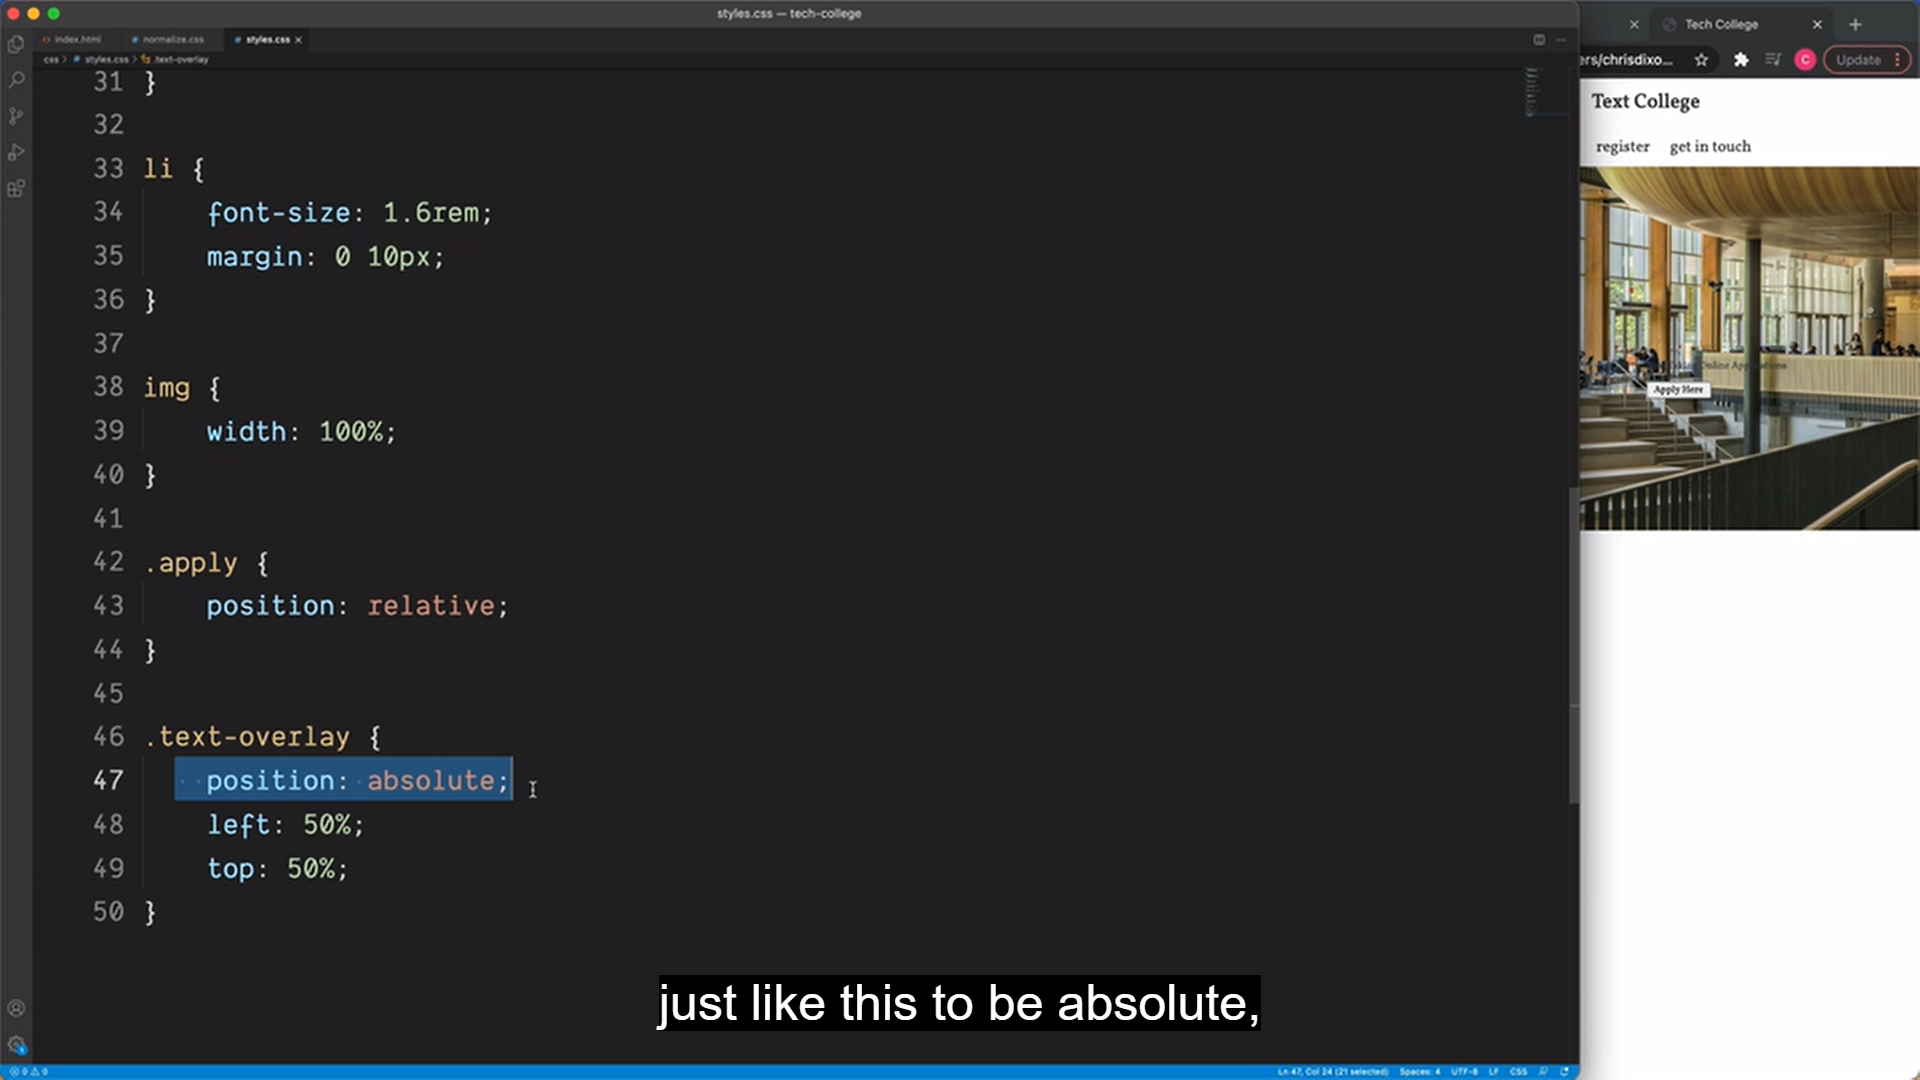 styles.css — tech-college
index.html
normalize.css
styles.css
css > # styles.css > .text-overlay
31 }
32
33 li {
34 font-size: 1.6rem;
35 margin: 0 10px;
36 }
37
38 img {
39 width: 100%;
40 }
41
42 .apply {
43 position: relative;
44 }
45
46 .text-overlay {
47 position: absolute;
48 left: 50%;
49 top: 50%;
50 }
just like this to be absolute,
Ln 47, Col 24 (21 selected) Spaces: 4 UTF-8 LF CSS
Tech College
ers/chrisdixo...
C
Update
Text College
register get in touch
Online Applications
Apply Here